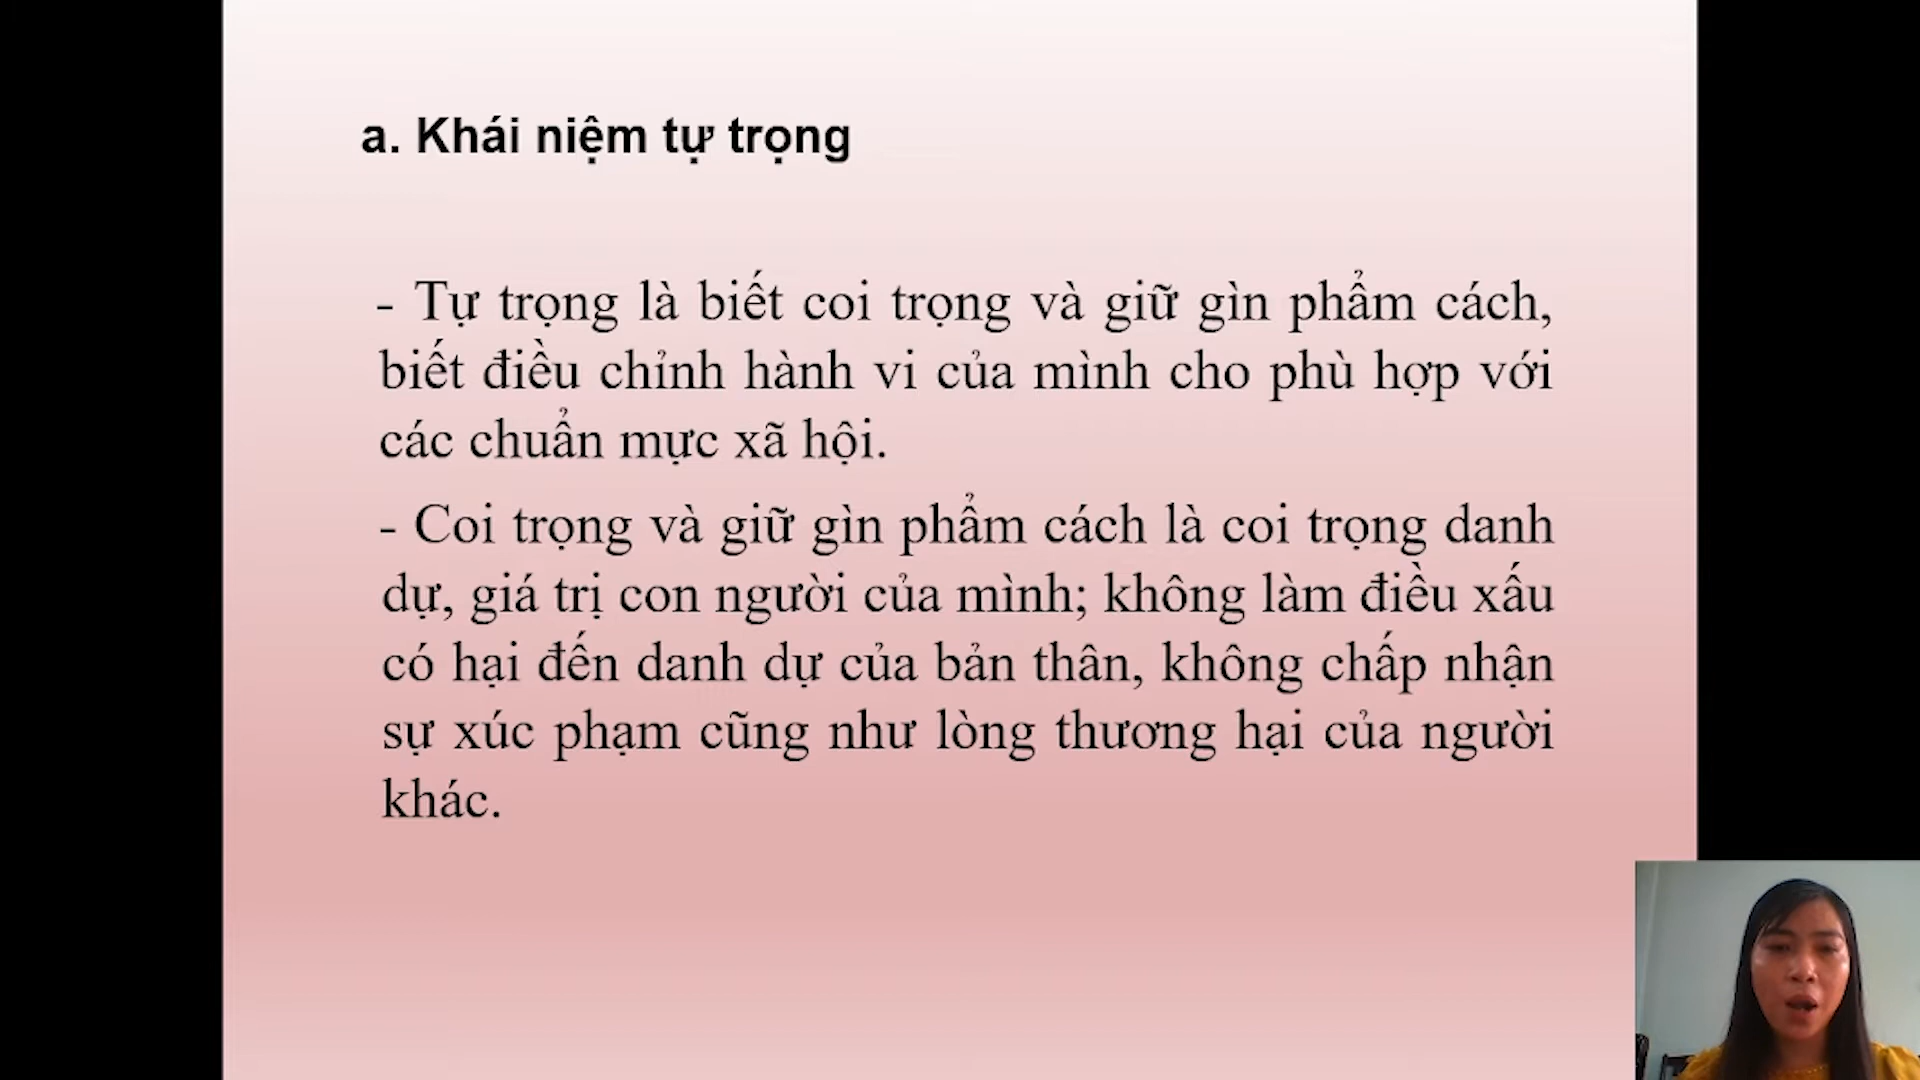 a. Khái niệm tự trọng
- Tự trọng là biết coi trọng và giữ gìn phẩm cách,
biết điều chỉnh hành vi của mình cho phù hợp với
các chuẩn mực xã hội.
- Coi trọng và giữ gìn phẩm cách là coi trọng danh
dự, giá trị con người của mình; không làm điều xấu
có hại đến danh dự của bản thân, không chấp nhận
sự xúc phạm cũng như lòng thương hại của người
khác.